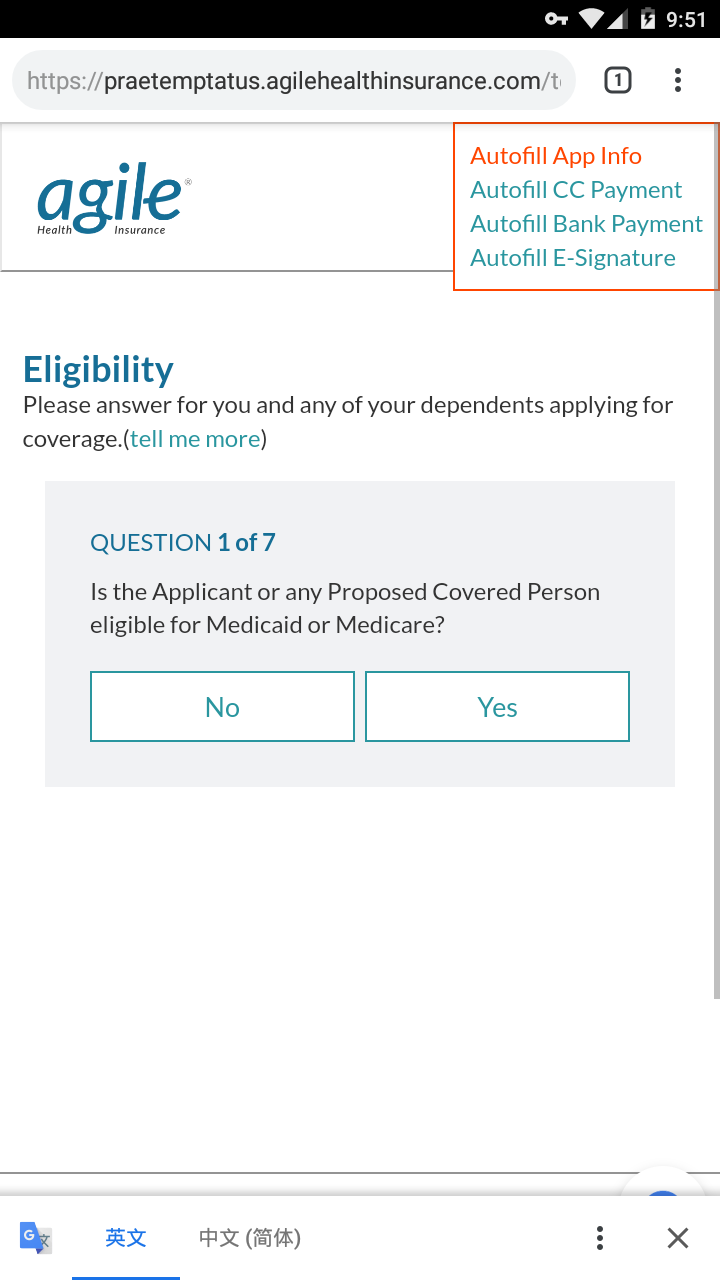 9:51
https://praetemptatus.agilehealthinsurance.com/t
1
Autofill App Info
Autofill CC Payment
Autofill Bank Payment
Autofill E-Signature
agile®
Health Insurance
Eligibility
Please answer for you and any of your dependents applying for
coverage.(tell me more)
QUESTION 1 of 7
Is the Applicant or any Proposed Covered Person
eligible for Medicaid or Medicare?
No Yes
英文 中文 (简体)